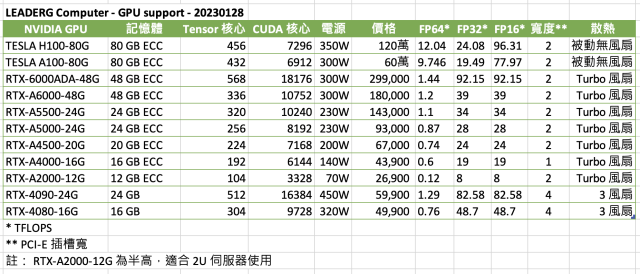 LEADERG Computer - GPU support - 20230128
NVIDIA GPU 記憶體 Tensor 核心 CUDA 核心 電源 價格 FP64* FP32* FP16* 寬度** 散熱
TESLA H100-80G 80 GB ECC 456 7296 350W 120萬 12.04 24.08 96.31 2 被動無風扇
TESLA A100-80G 80 GB ECC 432 6912 300W 60萬 9.746 19.49 77.97 2 被動無風扇
RTX-6000ADA-48G 48 GB ECC 568 18176 300W 299,000 1.44 92.15 92.15 2 Turbo 風扇
RTX-A6000-48G 48 GB ECC 336 10752 300W 180,000 1.2 39 39 2 Turbo 風扇
RTX-A5500-24G 24 GB ECC 320 10240 230W 143,000 1.1 34 34 2 Turbo 風扇
RTX-A5000-24G 24 GB ECC 256 8192 230W 93,000 0.87 28 28 2 Turbo 風扇
RTX-A4500-20G 20 GB ECC 224 7168 200W 67,000 0.74 24 24 2 Turbo 風扇
RTX-A4000-16G 16 GB ECC 192 6144 140W 43,900 0.6 19 19 1 Turbo 風扇
RTX-A2000-12G 12 GB ECC 104 3328 70W 26,900 0.12 8 8 2 Turbo 風扇
RTX-4090-24G 24 GB 512 16384 450W 59,900 1.29 82.58 82.58 4 3 風扇
RTX-4080-16G 16 GB 304 9728 320W 49,900 0.76 48.7 48.7 4 3 風扇
* TFLOPS
** PCI-E 插槽寬
註： RTX-A2000-12G 為半高，適合 2U 伺服器使用